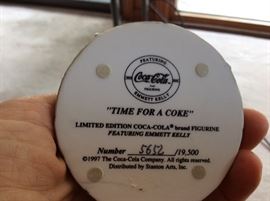 FEATURING
Coca-Cola
EMMETT KELLY
"TIME FOR A COKE"
LIMITED EDITION COCA-COLA® brand FIGURINE
FEATURING EMMETT KELLY
Number 5652 /19,500
©1997 The Coca-Cola Company. All rights reserved.
Distributed by Stanton Arts, Inc.